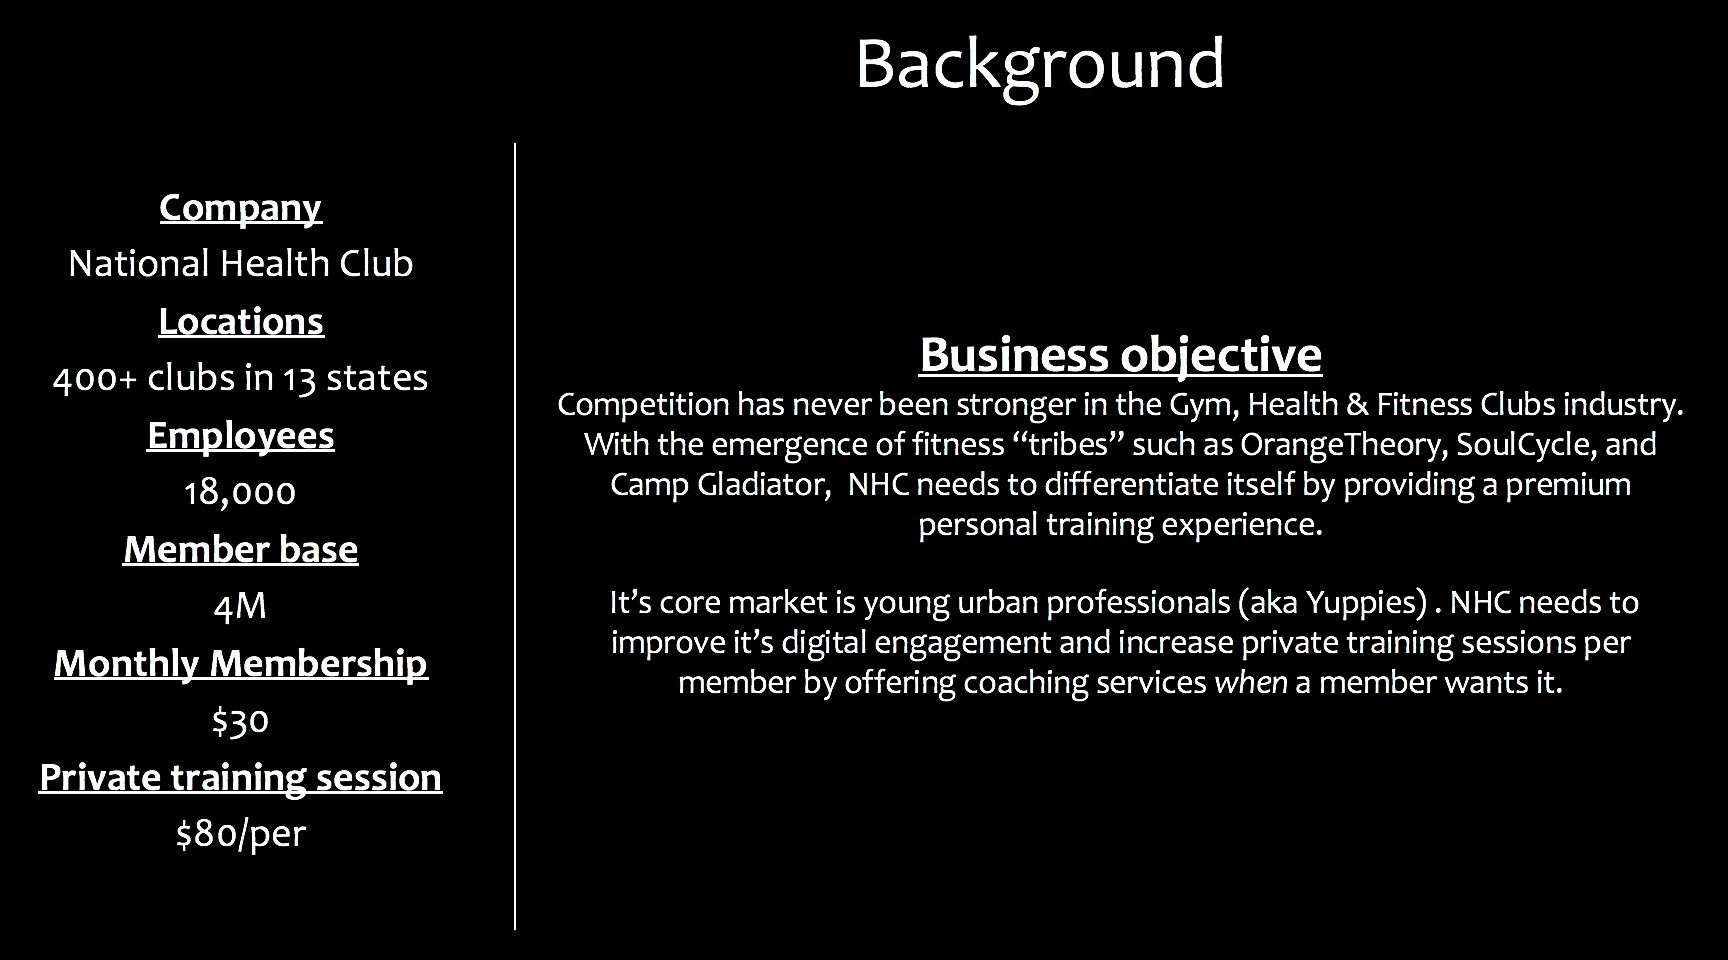 Background
Company
National Health Club
Locations
400+ clubs in 13 states
Employees
18,000
Member base
4M
Monthly Membership
$30
Private training session
$80/per
Business objective
Competition has never been stronger in the Gym, Health & Fitness Clubs industry.
With the emergence of fitness “tribes” such as OrangeTheory, SoulCycle, and
Camp Gladiator,  NHC needs to differentiate itself by providing a premium
personal training experience.
It’s core market is young urban professionals (aka Yuppies) . NHC needs to
improve it’s digital engagement and increase private training sessions per
member by offering coaching services when a member wants it.